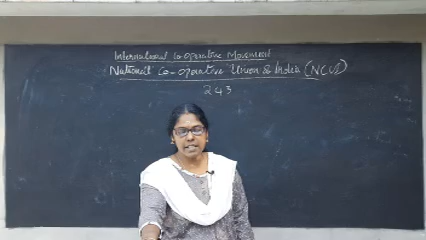 International Co-operative Movement
National Co-operative Union of India (NCUI)
243